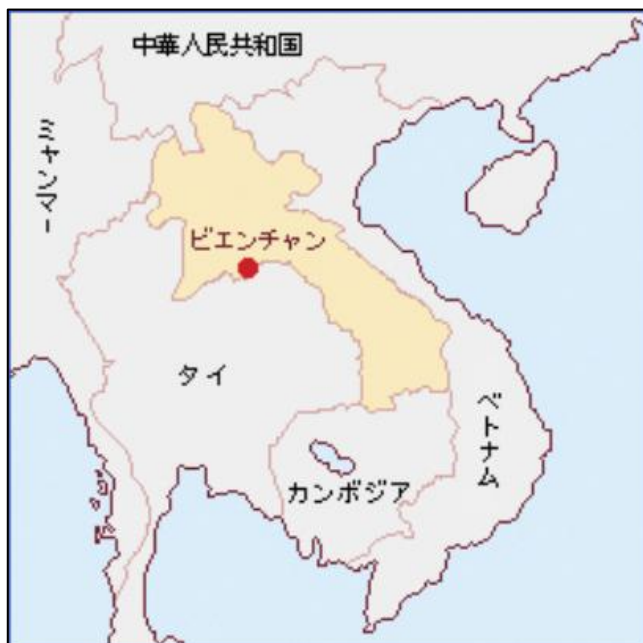 中華人民共和国
ミャンマー
ビエンチャン
タイ
ベトナム
カンボジア